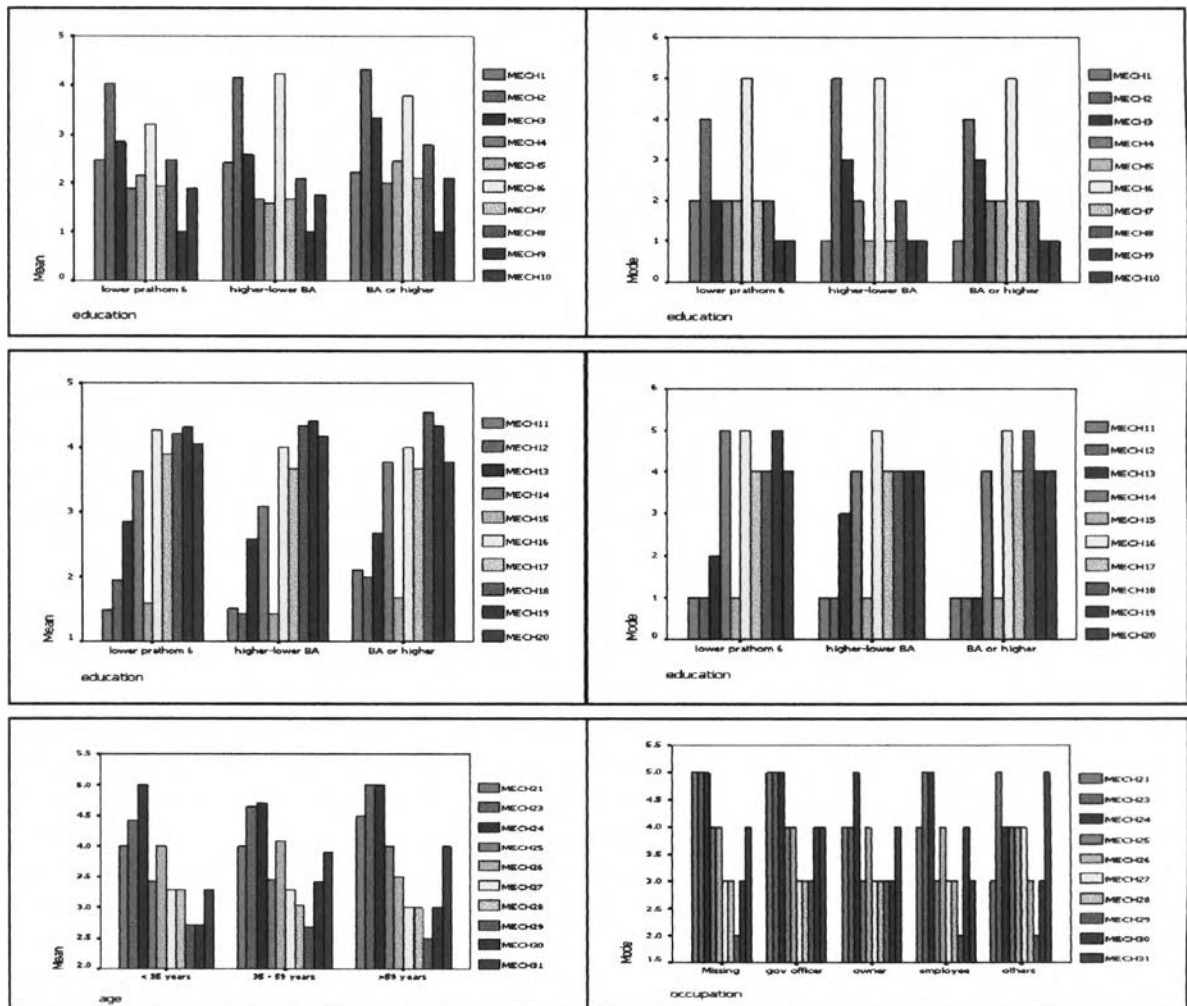 5
4
3
2
1
0
Mean
lower prathom 6
higher-lower BA
BA or higher
education
MECH1
MECH2
MECH3
MECH4
MECH5
MECH6
MECH7
MECH8
MECH9
MECH10
6
5
4
3
2
1
0
Mode
lower prathom 6
higher-lower BA
BA or higher
education
MECH1
MECH2
MECH3
MECH4
MECH5
MECH6
MECH7
MECH8
MECH9
MECH10
5
4
3
2
1
Mean
lower prathom 6
higher-lower BA
BA or higher
education
MECH11
MECH12
MECH13
MECH14
MECH15
MECH16
MECH17
MECH18
MECH19
MECH20
6
5
4
3
2
1
0
Mode
lower prathom 6
higher-lower BA
BA or higher
education
MECH11
MECH12
MECH13
MECH14
MECH15
MECH16
MECH17
MECH18
MECH19
MECH20
5.5
5.0
4.5
4.0
3.5
3.0
2.5
2.0
Mean
< 35 years
35 - 59 years
>59 years
age
MECH21
MECH23
MECH24
MECH25
MECH26
MECH27
MECH28
MECH29
MECH30
MECH31
5.5
5.0
4.5
4.0
3.5
3.0
2.5
2.0
1.5
Mode
Missing
gov officer
owner
employee
others
occupation
MECH21
MECH23
MECH24
MECH25
MECH26
MECH27
MECH28
MECH29
MECH30
MECH31